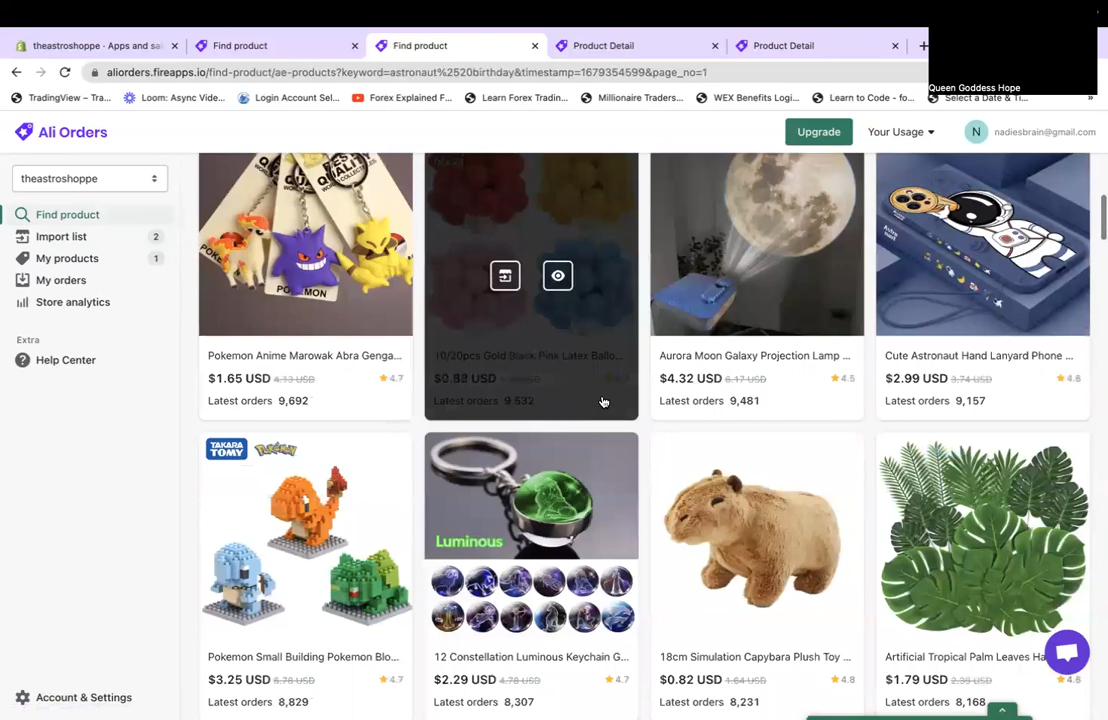 theastroshoppe · Apps and sal
Find product
Find product
Product Detail
Product Detail
aliorders.fireapps.io/find-product/ae-products?keyword=astronaut%2520birthday&timestamp=1679354599&page_no=1
Queen Goddess Hope
TradingView – Tra...
Loom: Async Vide...
Login Account Sel...
Forex Explained F...
Learn Forex Tradin...
Millionaire Traders...
WEX Benefits Logi...
Learn to Code - fo...
Select a Date & Ti...
»
Ali Orders
Upgrade
Your Usage
N
nadiesbrain@gmail.com
theastroshoppe
Find product
Import list 2
My products 1
My orders
Store analytics
Extra
Help Center
Account & Settings
BEST QUALITY
POKEMON
Pokemon Anime Marowak Abra Genga...
$1.65 USD 4.13 USD 4.7
Latest orders 9,692
10/20pcs Gold Black Pink Latex Ballo...
$0.88 USD
Latest orders 9,532
Aurora Moon Galaxy Projection Lamp ...
$4.32 USD 6.17 USD 4.5
Latest orders 9,481
Cute Astronaut Hand Lanyard Phone ...
$2.99 USD 3.74 USD 4.6
Latest orders 9,157
TAKARA TOMY
Pokémon
Pokemon Small Building Pokemon Blo...
$3.25 USD 6.78 USD 4.7
Latest orders 8,829
Luminous
12 Constellation Luminous Keychain G...
$2.29 USD 4.78 USD 4.7
Latest orders 8,307
18cm Simulation Capybara Plush Toy ...
$0.82 USD 1.64 USD 4.8
Latest orders 8,231
Artificial Tropical Palm Leaves Ha
$1.79 USD 2.39 USD 4.6
Latest orders 8,168